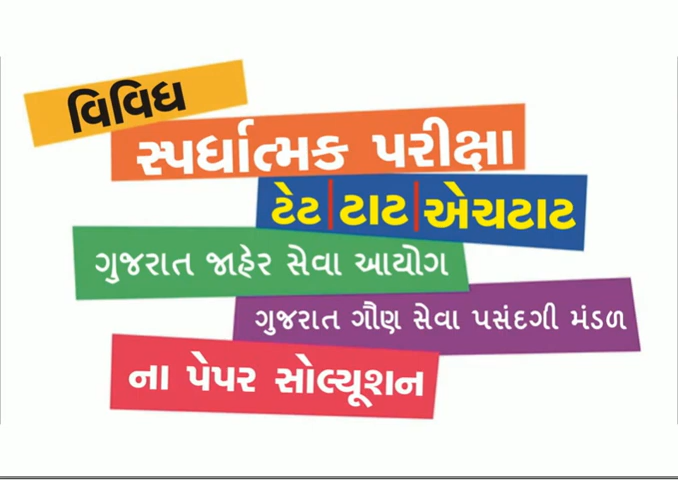 વિવિધ
સ્પર્ધાત્મક પરીક્ષા
ટેટ|ટાટ|એચટાટ
ગુજરાત જાહેર સેવા આયોગ
ગુજરાત ગૌણ સેવા પસંદગી મંડળ
ના પેપર સોલ્યૂશન